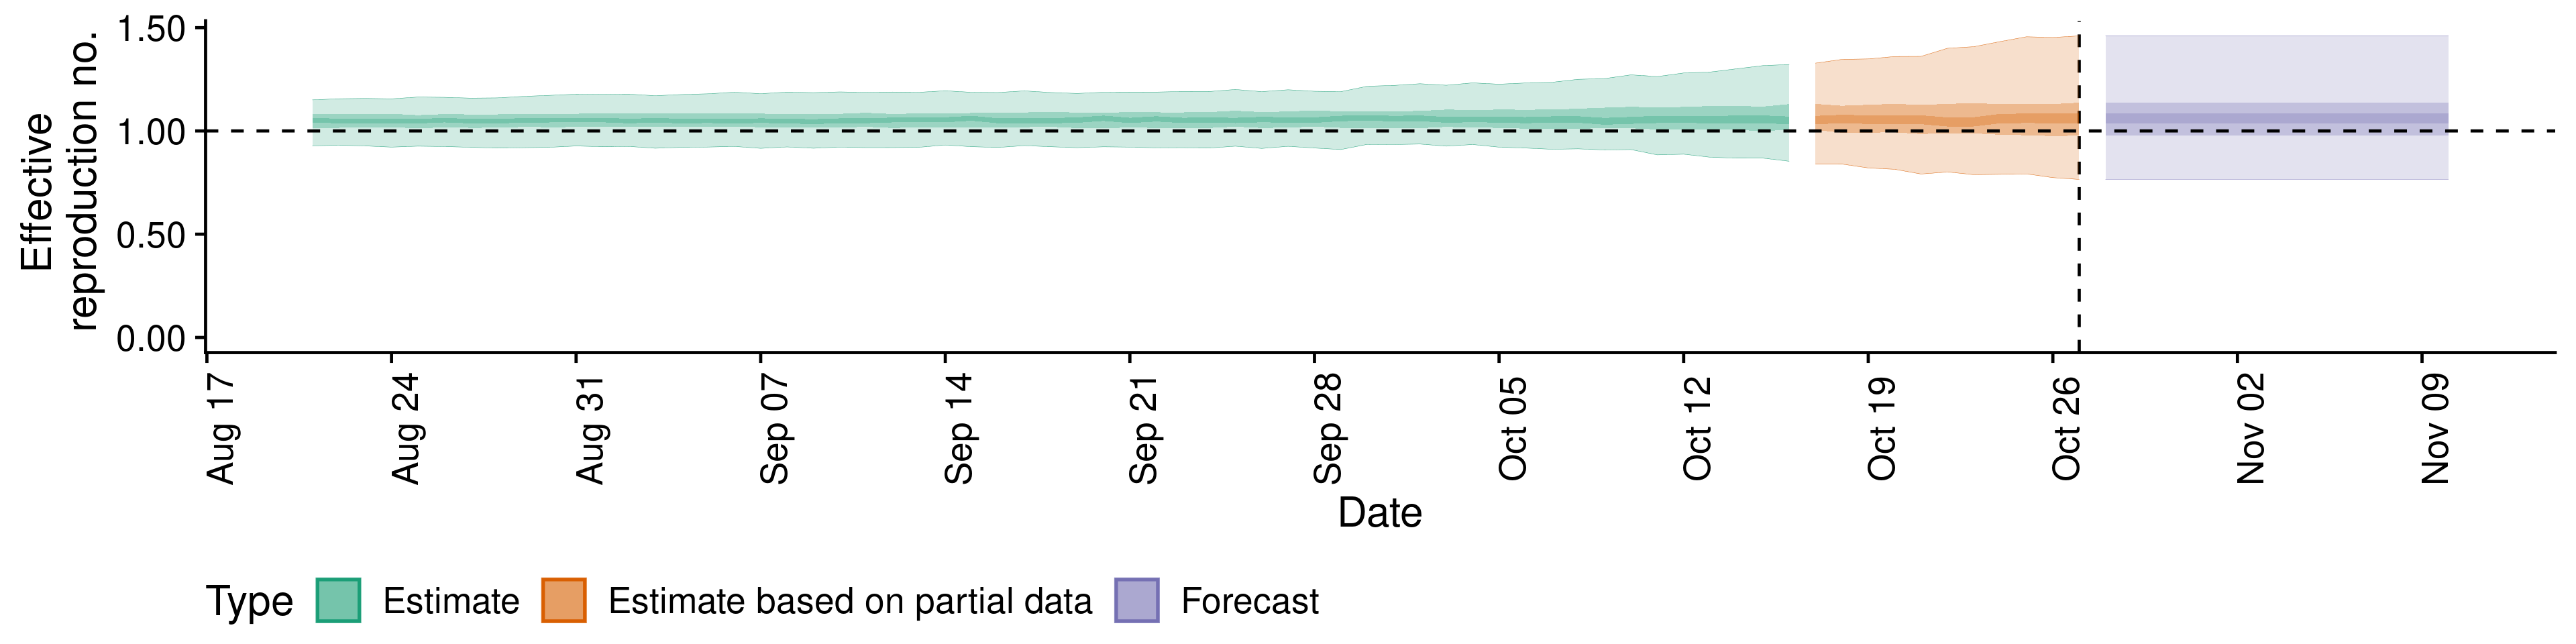 Effective
reproduction no.
1.50
1.00
0.50
0.00
Aug 17
Aug 24
Aug 31
Sep 07
Sep 14
Sep 21
Sep 28
Oct 05
Oct 12
Oct 19
Oct 26
Nov 02
Nov 09
Date
Type Estimate Estimate based on partial data Forecast